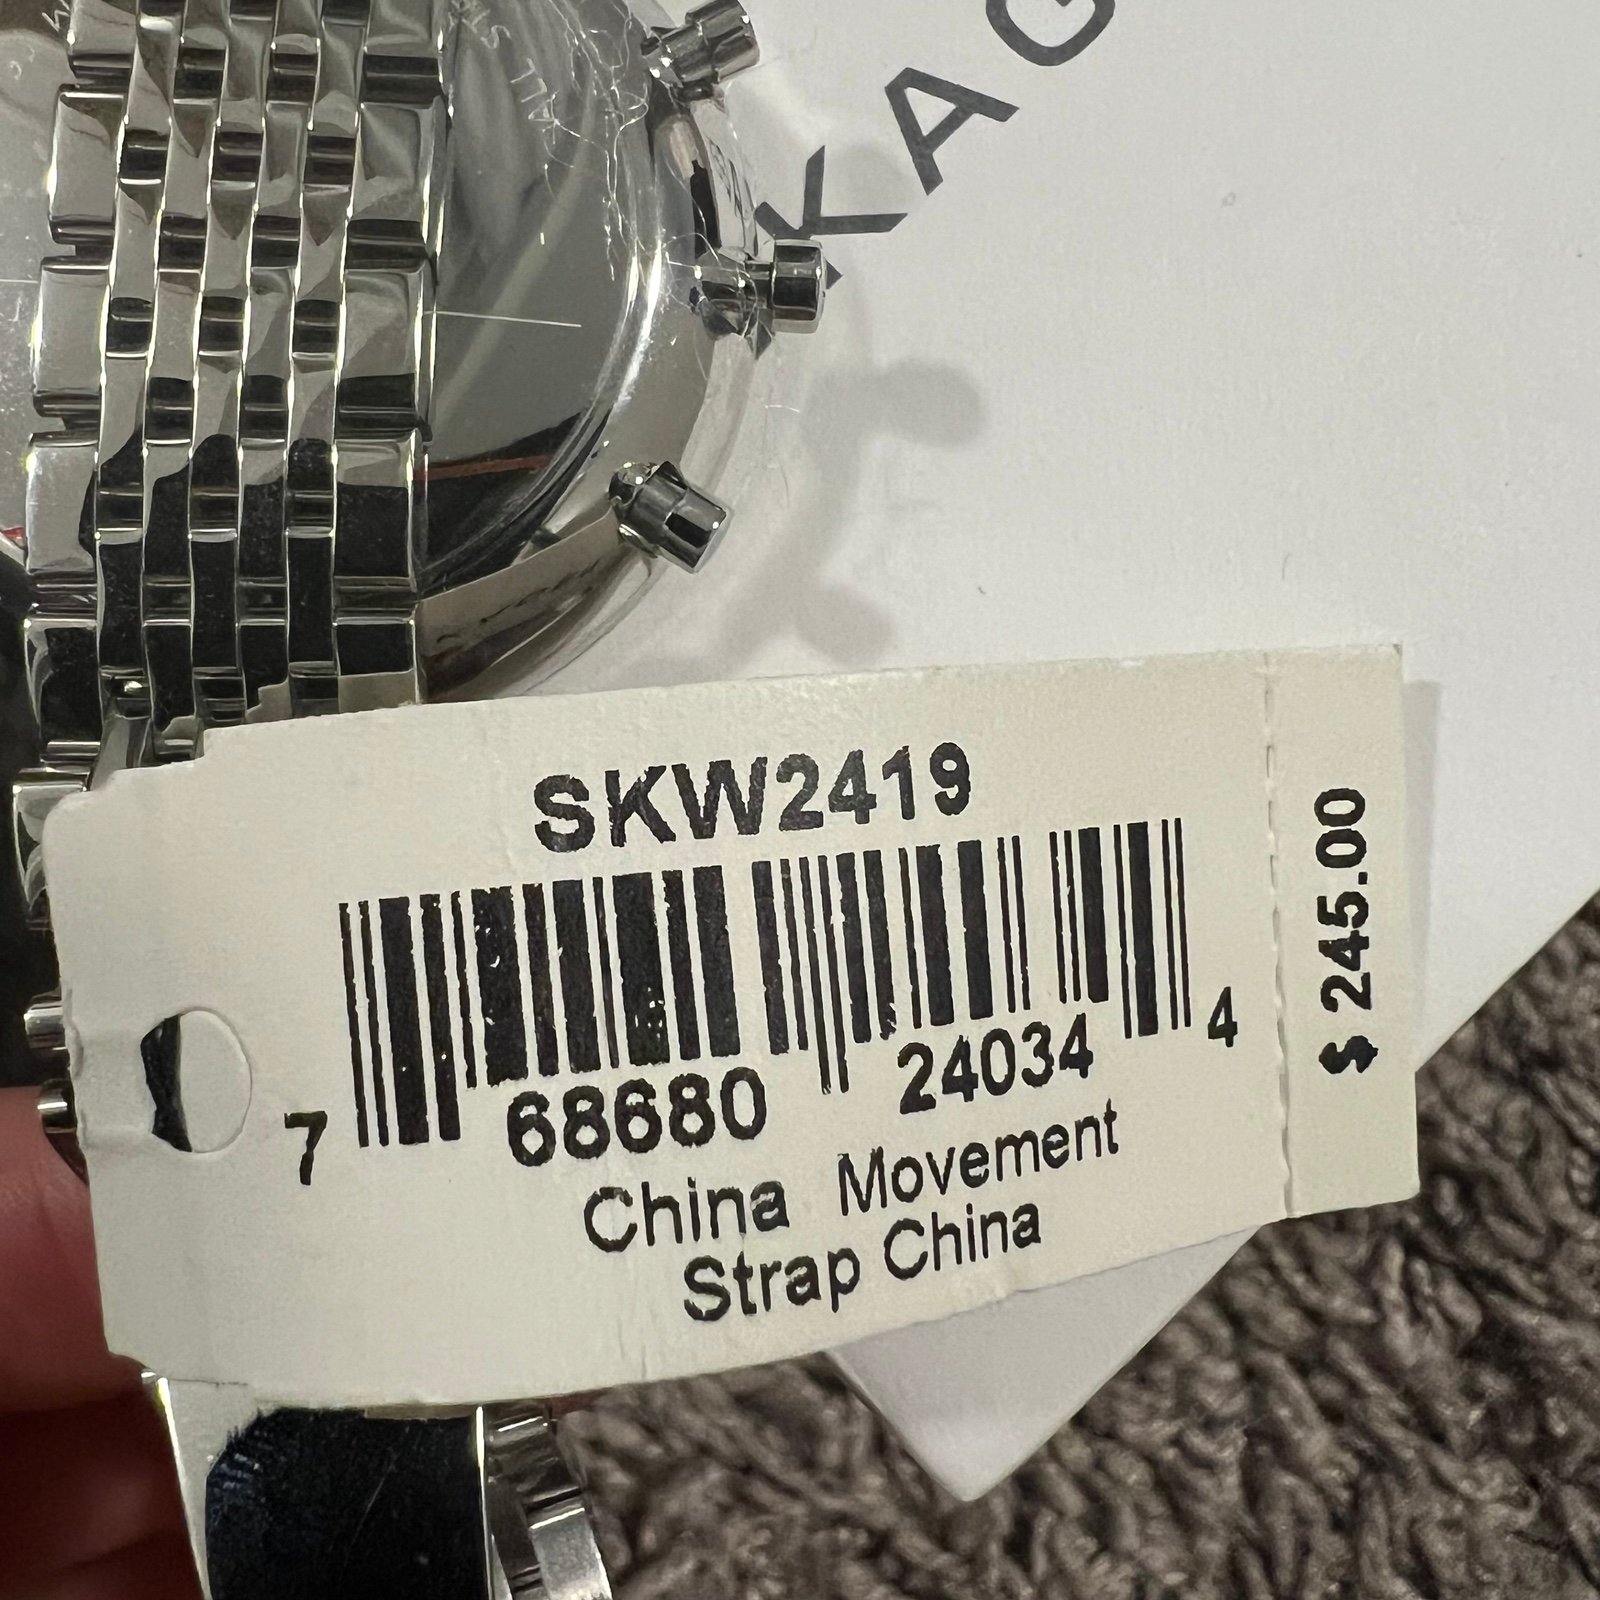 KAG
SKW2419
7 68680 24034 4
China Movement
Strap China
$ 245.00